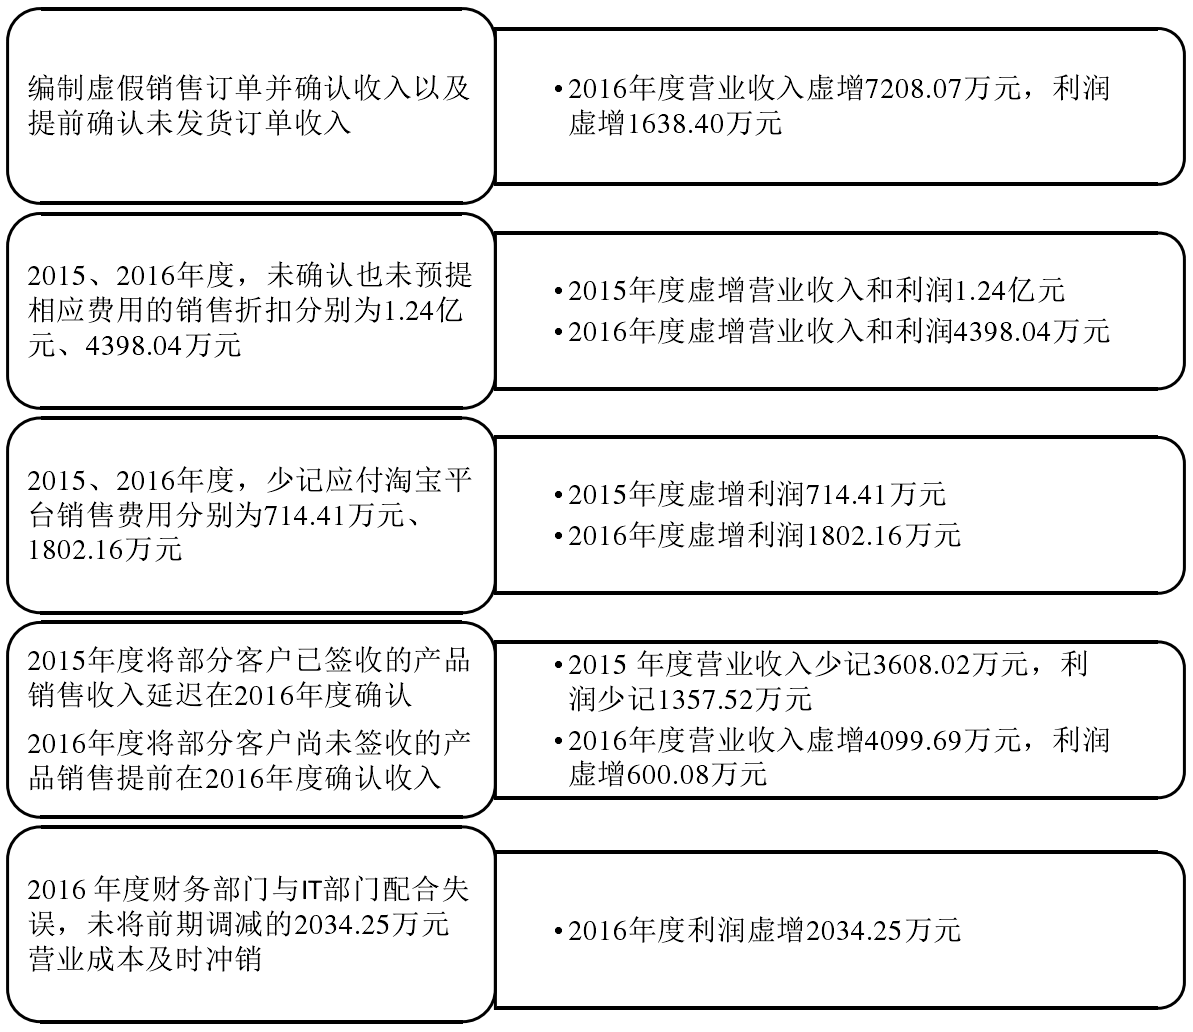 编制虚假销售订单并确认收入以及
提前确认未发货订单收入
•2016年度营业收入虚增7208.07万元，利润
虚增1638.40万元
2015、2016年度，未确认也未预提
相应费用的销售折扣分别为1.24亿
元、4398.04万元
•2015年度虚增营业收入和利润1.24亿元
•2016年度虚增营业收入和利润4398.04万元
2015、2016年度，少记应付淘宝平
台销售费用分别为714.41万元、
1802.16万元
•2015年度虚增利润714.41万元
•2016年度虚增利润1802.16万元
2015年度将部分客户已签收的产品
销售收入延迟在2016年度确认
2016年度将部分客户尚未签收的产
品销售提前在2016年度确认收入
•2015 年度营业收入少记3608.02万元，利
润少记1357.52万元
•2016年度营业收入虚增4099.69万元，利润
虚增600.08万元
2016 年度财务部门与IT部门配合失
误，未将前期调减的2034.25万元
营业成本及时冲销
•2016年度利润虚增2034.25万元